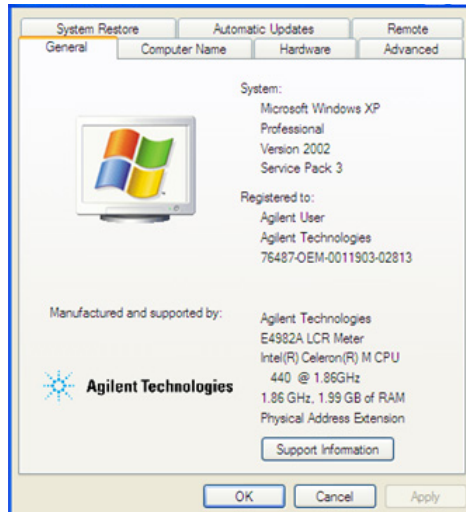 System Restore Automatic Updates Remote
General Computer Name Hardware Advanced
System:
Microsoft Windows XP
Professional
Version 2002
Service Pack 3
Registered to:
Agilent User
Agilent Technologies
76487-OEM-0011903-02813
Manufactured and supported by:
Agilent Technologies
Agilent Technologies
E4982A LCR Meter
Intel(R) Celeron(R) M CPU
440 @ 1.86GHz
1.86 GHz, 1.99 GB of RAM
Physical Address Extension
Support Information
OK Cancel Apply